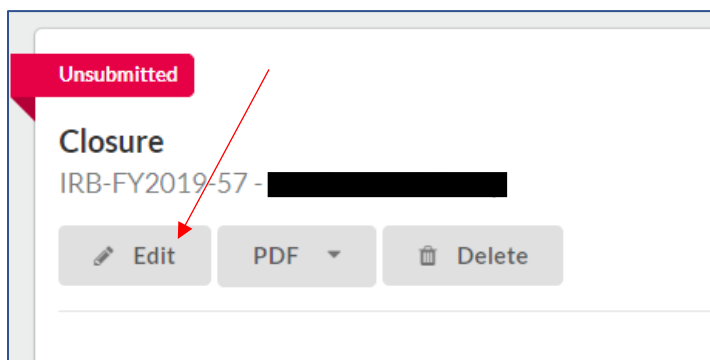 Unsubmitted
Closure
IRB-FY2019-57 -
Edit PDF Delete